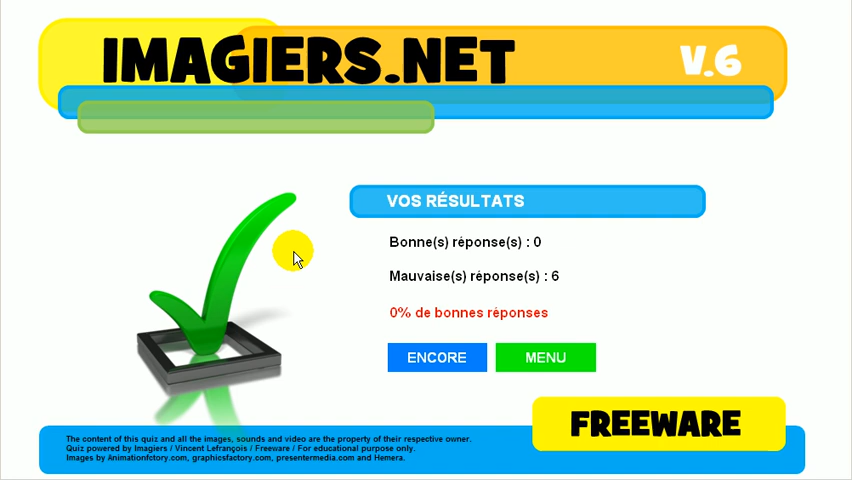 IMAGIERS.NET
V.6
VOS RÉSULTATS
Bonne(s) réponse(s) : 0
Mauvaise(s) réponse(s) : 6
0% de bonnes réponses
ENCORE
MENU
FREEWARE
The content of this quiz and all the images, sounds and video are the property of their respective owner.
Quiz powered by Imagiers / Vincent Lefrançois / Freeware / For educational purpose only.
Images by Animationfctory.com, graphicsfactory.com, presentermedia.com and Hemera.